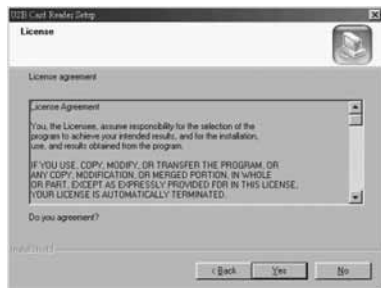 Card Reader Setup
License
License agreement
License Agreement
You, the Licensee, assume responsibility for the selection of the
program to achieve your intended results, and for the installation,
use, and results obtained from the program.
IF YOU USE, COPY, MODIFY, OR TRANSFER THE PROGRAM, OR
ANY COPY, MODIFICATION, OR MERGED PORTION, IN WHOLE
OR PART, EXCEPT AS EXPRESSLY PROVIDED FOR IN THIS LICENSE,
YOUR LICENSE IS AUTOMATICALLY TERMINATED.
Do you agreement?
InstallShield
< Back Yes No